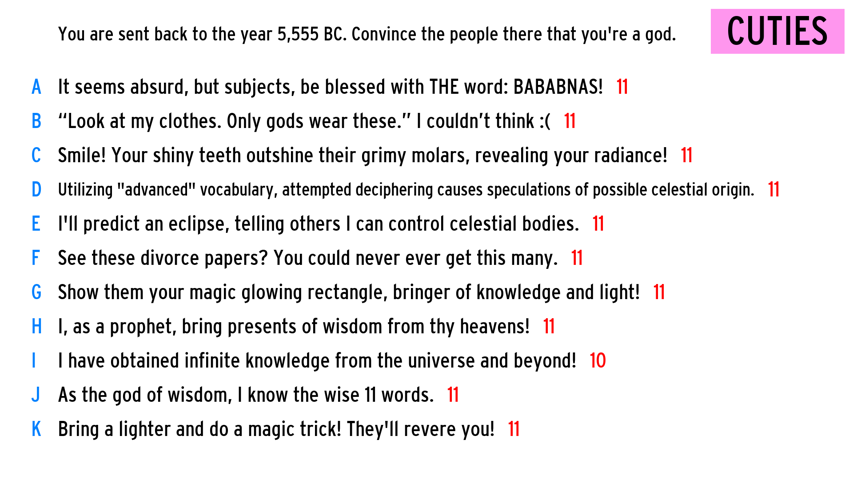 You are sent back to the year 5,555 BC. Convince the people there that you're a god. CUTIES
A It seems absurd, but subjects, be blessed with THE word: BABABNAS! 11
B “Look at my clothes. Only gods wear these.” I couldn’t think :( 11
C Smile! Your shiny teeth outshine their grimy molars, revealing your radiance! 11
D Utilizing "advanced" vocabulary, attempted deciphering causes speculations of possible celestial origin. 11
E I'll predict an eclipse, telling others I can control celestial bodies. 11
F See these divorce papers? You could never ever get this many. 11
G Show them your magic glowing rectangle, bringer of knowledge and light! 11
H I, as a prophet, bring presents of wisdom from thy heavens! 11
I I have obtained infinite knowledge from the universe and beyond! 10
J As the god of wisdom, I know the wise 11 words. 11
K Bring a lighter and do a magic trick! They'll revere you! 11